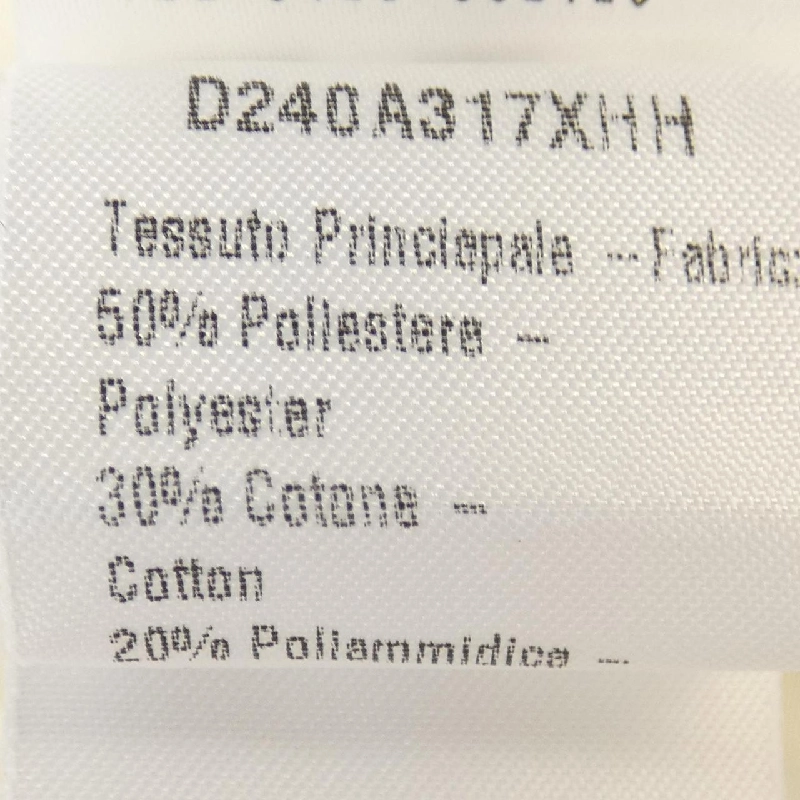 D240A317XHH
Tessuto Principale - Fabric
50% Poliestere -
Polyester
30% Cotone -
Cotton
20% Poliammidica -